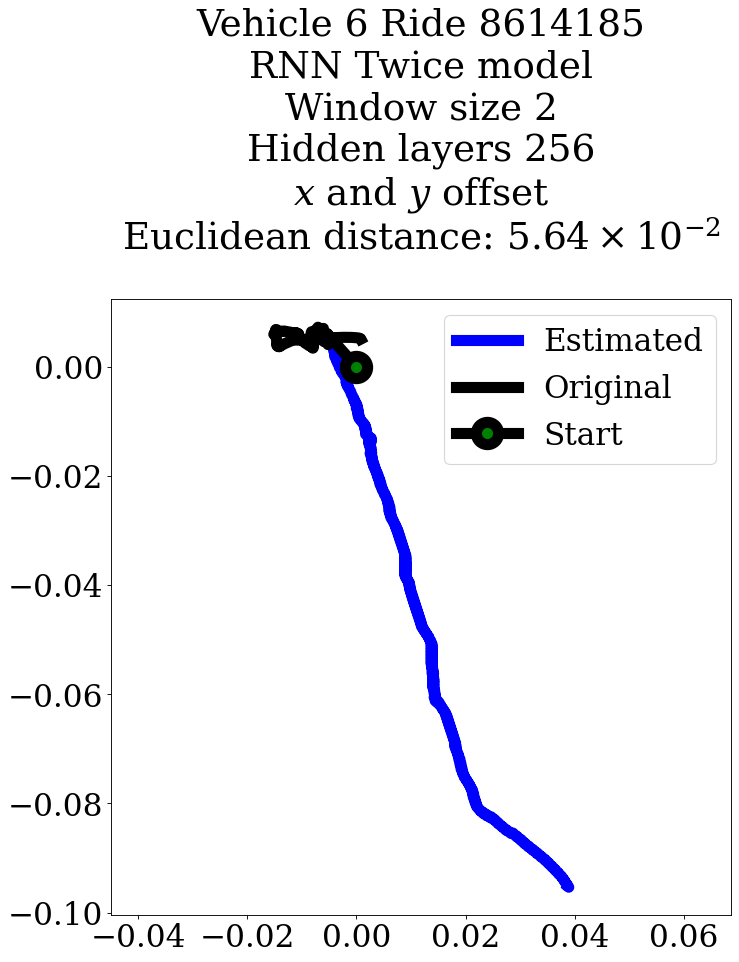 Vehicle 6 Ride 8614185
RNN Twice model
Window size 2
Hidden layers 256
x and y offset
Euclidean distance: 5.64 × 10⁻²
Estimated
Original
Start
0.00
−0.02
−0.04
−0.06
−0.08
−0.10
−0.04 −0.02 0.00 0.02 0.04 0.06